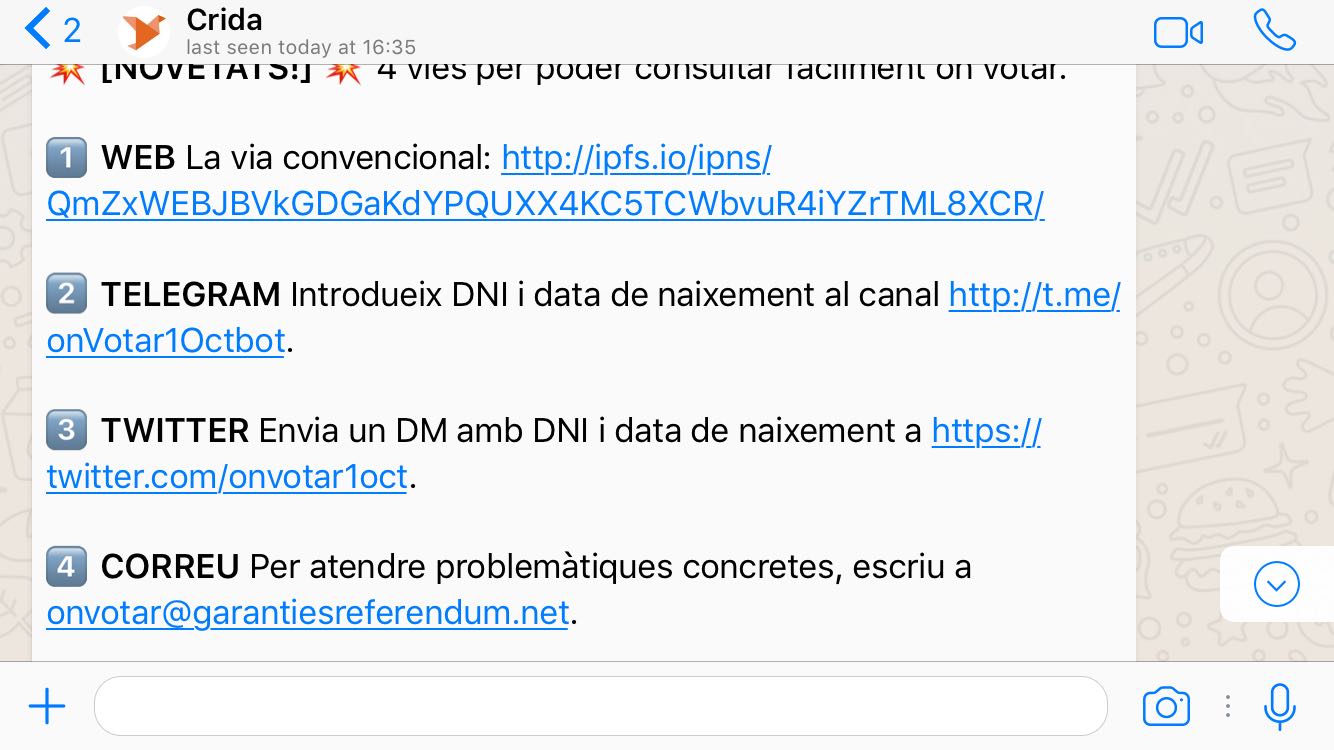 2
Crida
last seen today at 16:35
💥 [NOVETATS!] 💥 4 vies per poder consultar fàcilment on votar.
1️⃣ WEB La via convencional: http://ipfs.io/ipns/
QmZxWEBJBVkGDGaKdYPQUXX4KC5TCWbvuR4iYZrTML8XCR/
2️⃣ TELEGRAM Introdueix DNI i data de naixement al canal http://t.me/
onVotar1Octbot.
3️⃣ TWITTER Envia un DM amb DNI i data de naixement a https://
twitter.com/onvotar1oct.
4️⃣ CORREU Per atendre problemàtiques concretes, escriu a
onvotar@garantiesreferendum.net.